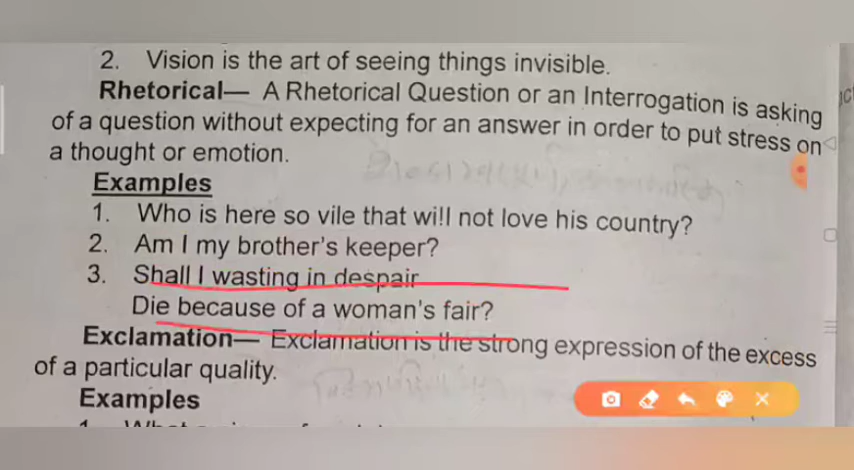 2. Vision is the art of seeing things invisible.
Rhetorical— A Rhetorical Question or an Interrogation is asking
of a question without expecting for an answer in order to put stress on
a thought or emotion.
Examples
1. Who is here so vile that will not love his country?
2. Am I my brother's keeper?
3. Shall I wasting in despair
Die because of a woman's fair?
Exclamation— Exclamation is the strong expression of the excess
of a particular quality.
Examples